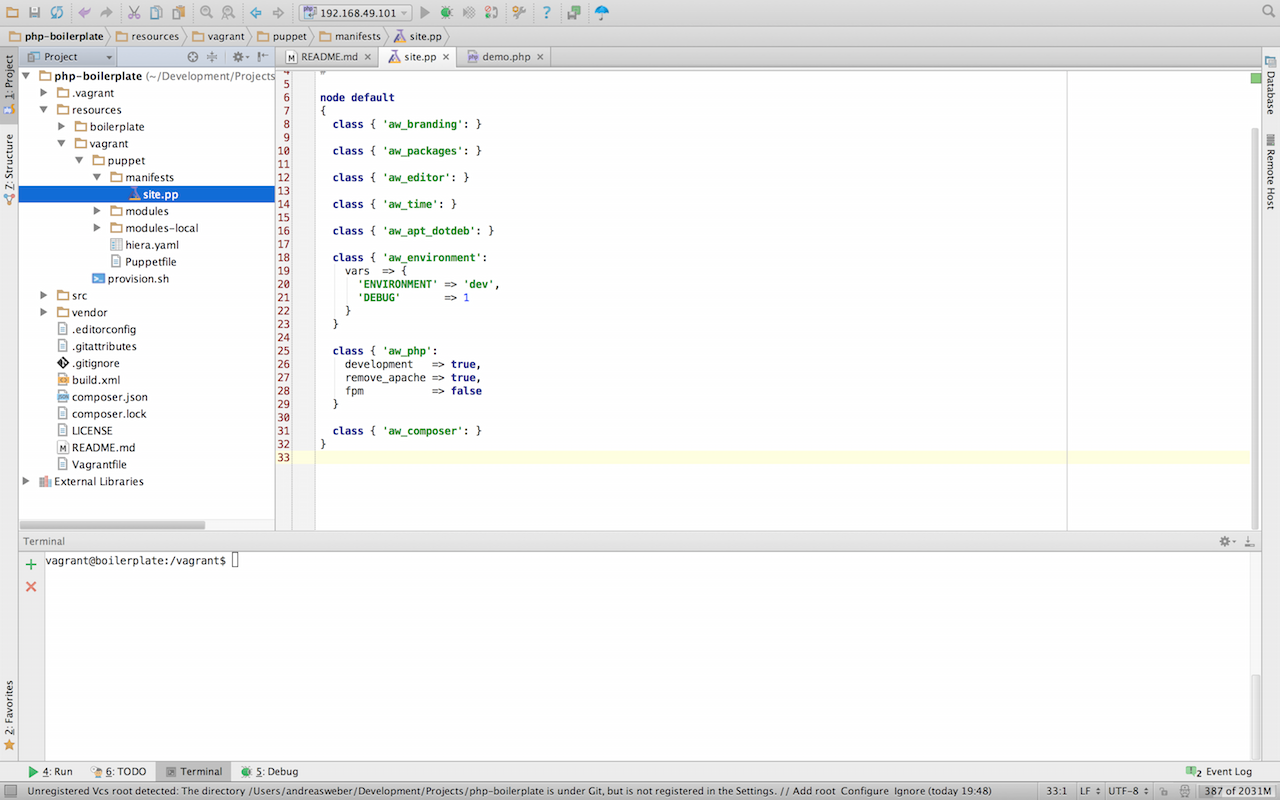 192.168.49.101
php-boilerplate resources vagrant puppet manifests site.pp
Project
README.md site.pp demo.php
1: Project
Z: Structure
2: Favorites
php-boilerplate (~/Development/Projects
.vagrant
resources
boilerplate
vagrant
puppet
manifests
site.pp
modules
modules-local
hiera.yaml
Puppetfile
provision.sh
src
vendor
.editorconfig
.gitattributes
.gitignore
build.xml
composer.json
composer.lock
LICENSE
README.md
Vagrantfile
External Libraries
4 #
5
6 node default
7 {
8 class { 'aw_branding': }
9
10 class { 'aw_packages': }
11
12 class { 'aw_editor': }
13
14 class { 'aw_time': }
15
16 class { 'aw_apt_dotdeb': }
17
18 class { 'aw_environment':
19 vars => {
20 'ENVIRONMENT' => 'dev',
21 'DEBUG' => 1
22 }
23 }
24
25 class { 'aw_php':
26 development => true,
27 remove_apache => true,
28 fpm => false
29 }
30
31 class { 'aw_composer': }
32 }
33
Database
Remote Host
Terminal
vagrant@boilerplate:/vagrant$
4: Run 6: TODO Terminal 5: Debug 2 Event Log
Unregistered Vcs root detected: The directory /Users/andreasweber/Development/Projects/php-boilerplate is under Git, but is not registered in the Settings. // Add root Configure Ignore (today 19:48) 33:1 LF UTF-8 387 of 2031M